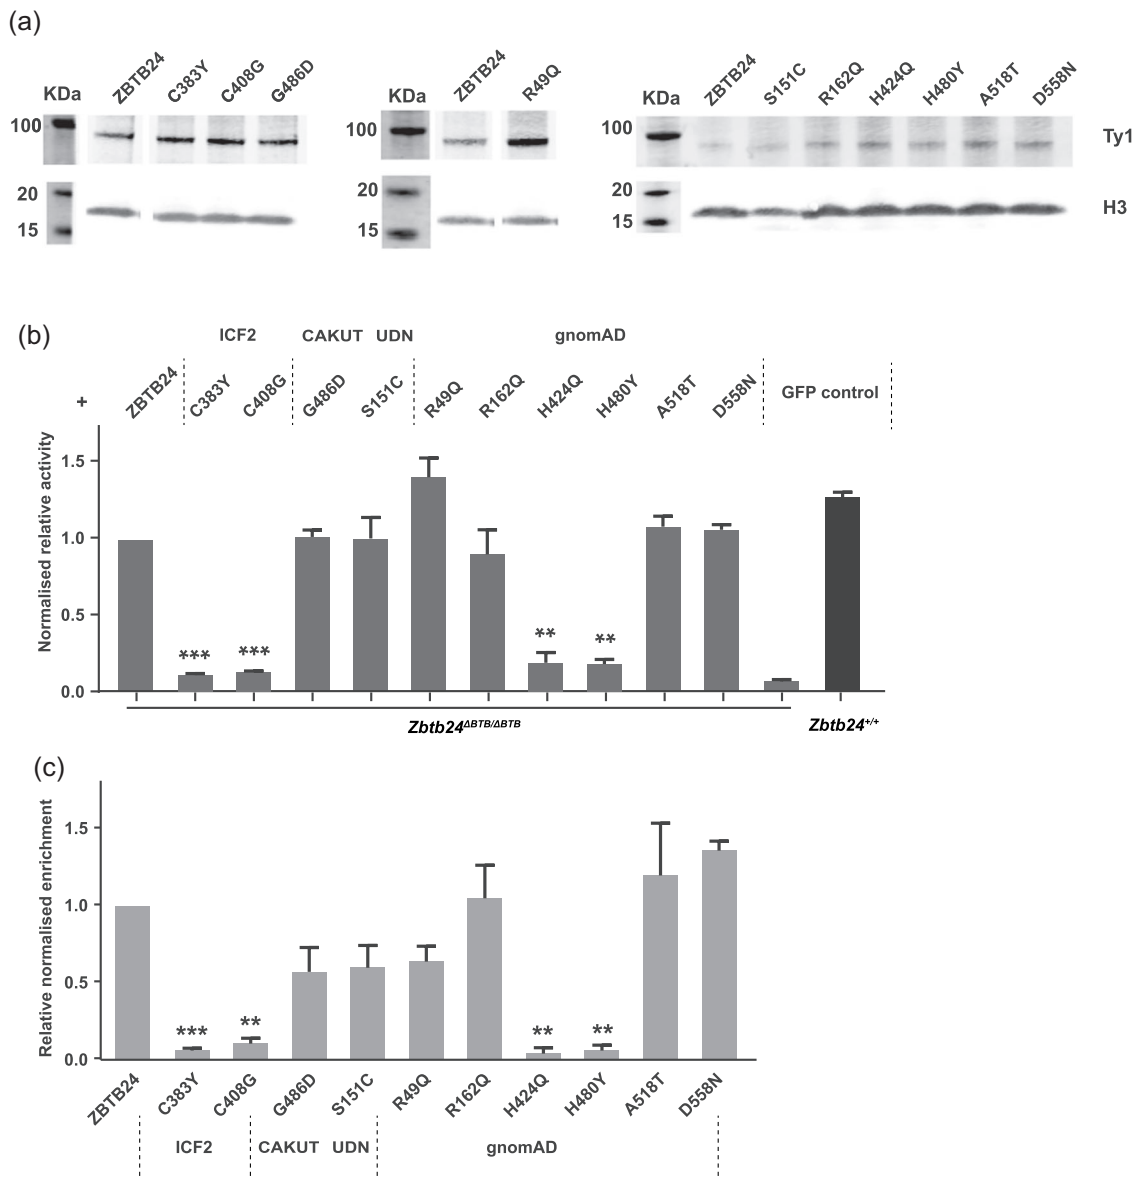 (a)
KDa ZBTB24 C383Y C408G G486D
100
20
15
KDa ZBTB24 R49Q
100
20
15
KDa ZBTB24 S151C R162Q H424Q H480Y A518T D558N
100 Ty1
20 H3
15
(b)
ICF2 CAKUT UDN gnomAD
+ ZBTB24 C383Y C408G G486D S151C R49Q R162Q H424Q H480Y A518T D558N GFP control
Normalised relative activity
1.5
1.0
0.5
0.0
*** *** ** **
Zbtb24ΔBTB/ΔBTB Zbtb24+/+
(c)
Relative normalised enrichment
1.5
1.0
0.5
0.0
*** ** ** **
ZBTB24 C383Y C408G G486D S151C R49Q R162Q H424Q H480Y A518T D558N
ICF2 CAKUT UDN gnomAD